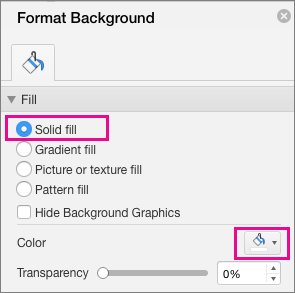 Format Background
Fill
Solid fill
Gradient fill
Picture or texture fill
Pattern fill
Hide Background Graphics
Color
Transparency 0%